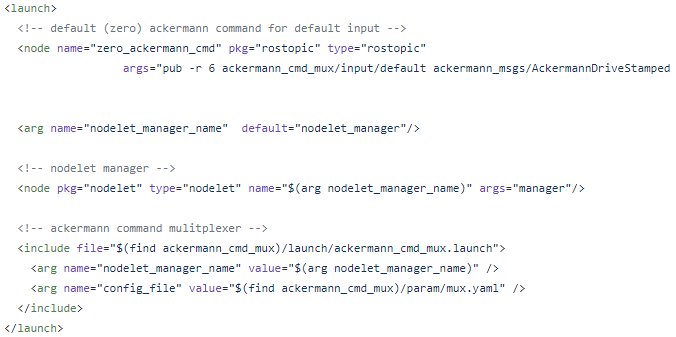 <launch>
<!-- default (zero) ackermann command for default input -->
<node name="zero_ackermann_cmd" pkg="rostopic" type="rostopic"
args="pub -r 6 ackermann_cmd_mux/input/default ackermann_msgs/AckermannDriveStamped
<arg name="nodelet_manager_name"  default="nodelet_manager"/>
<!-- nodelet manager -->
<node pkg="nodelet" type="nodelet" name="$(arg nodelet_manager_name)" args="manager"/>
<!-- ackermann command mulitplexer -->
<include file="$(find ackermann_cmd_mux)/launch/ackermann_cmd_mux.launch">
<arg name="nodelet_manager_name" value="$(arg nodelet_manager_name)" />
<arg name="config_file" value="$(find ackermann_cmd_mux)/param/mux.yaml" />
</include>
</launch>